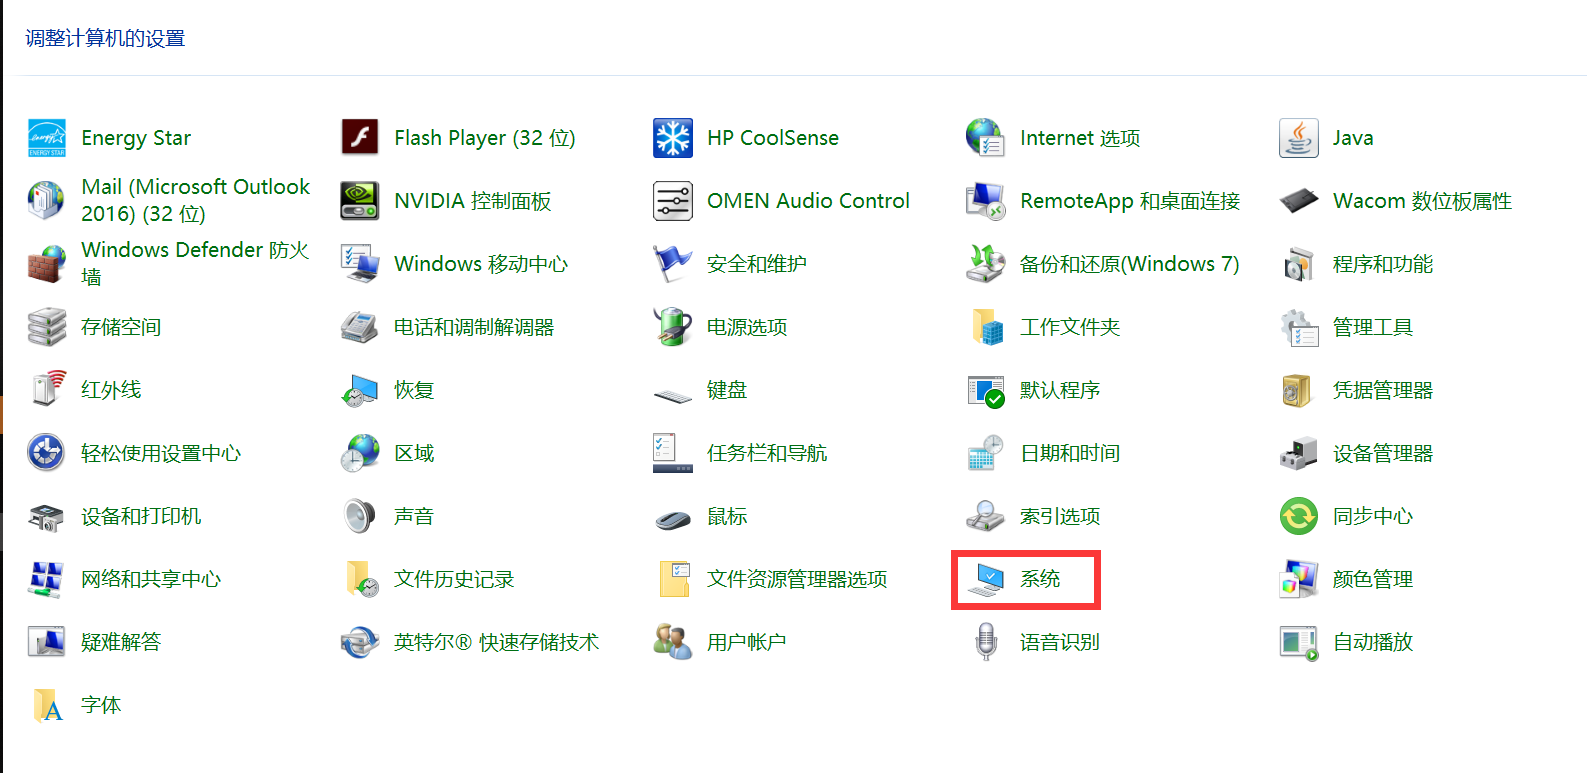 调整计算机的设置
Energy Star
Flash Player (32 位)
HP CoolSense
Internet 选项
Java
Mail (Microsoft Outlook
2016) (32 位)
NVIDIA 控制面板
OMEN Audio Control
RemoteApp 和桌面连接
Wacom 数位板属性
Windows Defender 防火
墙
Windows 移动中心
安全和维护
备份和还原(Windows 7)
程序和功能
存储空间
电话和调制解调器
电源选项
工作文件夹
管理工具
红外线
恢复
键盘
默认程序
凭据管理器
轻松使用设置中心
区域
任务栏和导航
日期和时间
设备管理器
设备和打印机
声音
鼠标
索引选项
同步中心
网络和共享中心
文件历史记录
文件资源管理器选项
系统
颜色管理
疑难解答
英特尔® 快速存储技术
用户帐户
语音识别
自动播放
字体